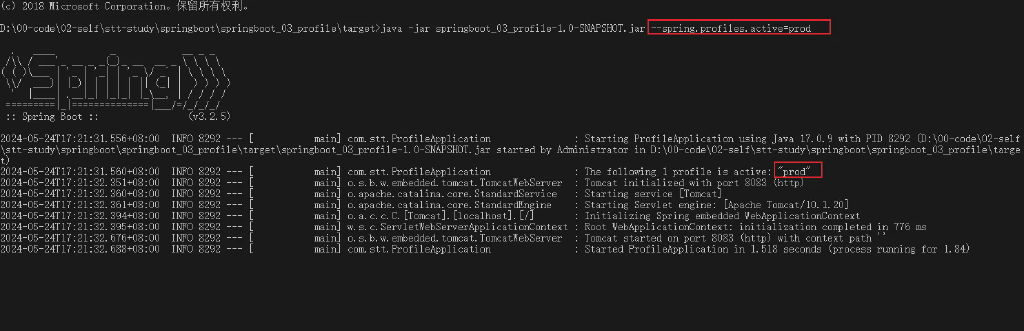 (c) 2018 Microsoft Corporation。保留所有权利。
D:\00-code\02-self\stt-study\springboot\springboot_03_profile\target>java -jar springboot_03_profile-1.0-SNAPSHOT.jar --spring.profiles.active=prod
:: Spring Boot ::                (v3.2.5)
2024-05-24T17:21:31.556+08:00  INFO 8292 --- [           main] com.stt.ProfileApplication               : Starting ProfileApplication using Java 17.0.9 with PID 8292 (D:\00-code\02-self
\stt-study\springboot\springboot_03_profile\target\springboot_03_profile-1.0-SNAPSHOT.jar started by Administrator in D:\00-code\02-self\stt-study\springboot\springboot_03_profile\targe
t)
2024-05-24T17:21:31.560+08:00  INFO 8292 --- [           main] com.stt.ProfileApplication               : The following 1 profile is active: "prod"
2024-05-24T17:21:32.351+08:00  INFO 8292 --- [           main] o.s.b.w.embedded.tomcat.TomcatWebServer  : Tomcat initialized with port 8083 (http)
2024-05-24T17:21:32.360+08:00  INFO 8292 --- [           main] o.apache.catalina.core.StandardService   : Starting service [Tomcat]
2024-05-24T17:21:32.361+08:00  INFO 8292 --- [           main] o.apache.catalina.core.StandardEngine    : Starting Servlet engine: [Apache Tomcat/10.1.20]
2024-05-24T17:21:32.394+08:00  INFO 8292 --- [           main] o.a.c.c.C.[Tomcat].[localhost].[/]       : Initializing Spring embedded WebApplicationContext
2024-05-24T17:21:32.395+08:00  INFO 8292 --- [           main] w.s.c.ServletWebServerApplicationContext : Root WebApplicationContext: initialization completed in 776 ms
2024-05-24T17:21:32.676+08:00  INFO 8292 --- [           main] o.s.b.w.embedded.tomcat.TomcatWebServer  : Tomcat started on port 8083 (http) with context path ''
2024-05-24T17:21:32.688+08:00  INFO 8292 --- [           main] com.stt.ProfileApplication               : Started ProfileApplication in 1.518 seconds (process running for 1.84)